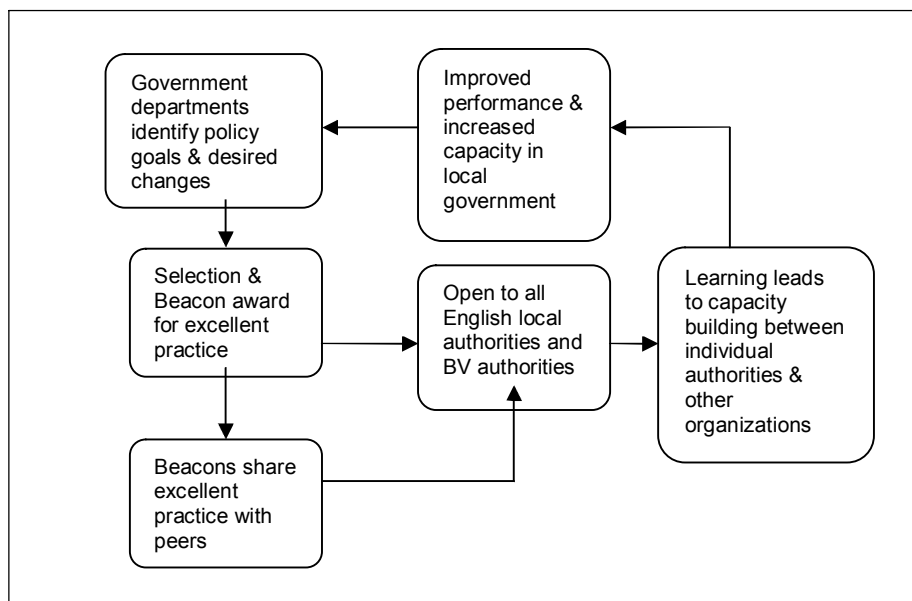 Government
departments
identify policy
goals & desired
changes
Improved
performance &
increased
capacity in
local
government
Selection &
Beacon award
for excellent
practice
Open to all
English local
authorities and
BV authorities
Learning leads
to capacity
building between
individual
authorities &
other
organizations
Beacons share
excellent
practice with
peers